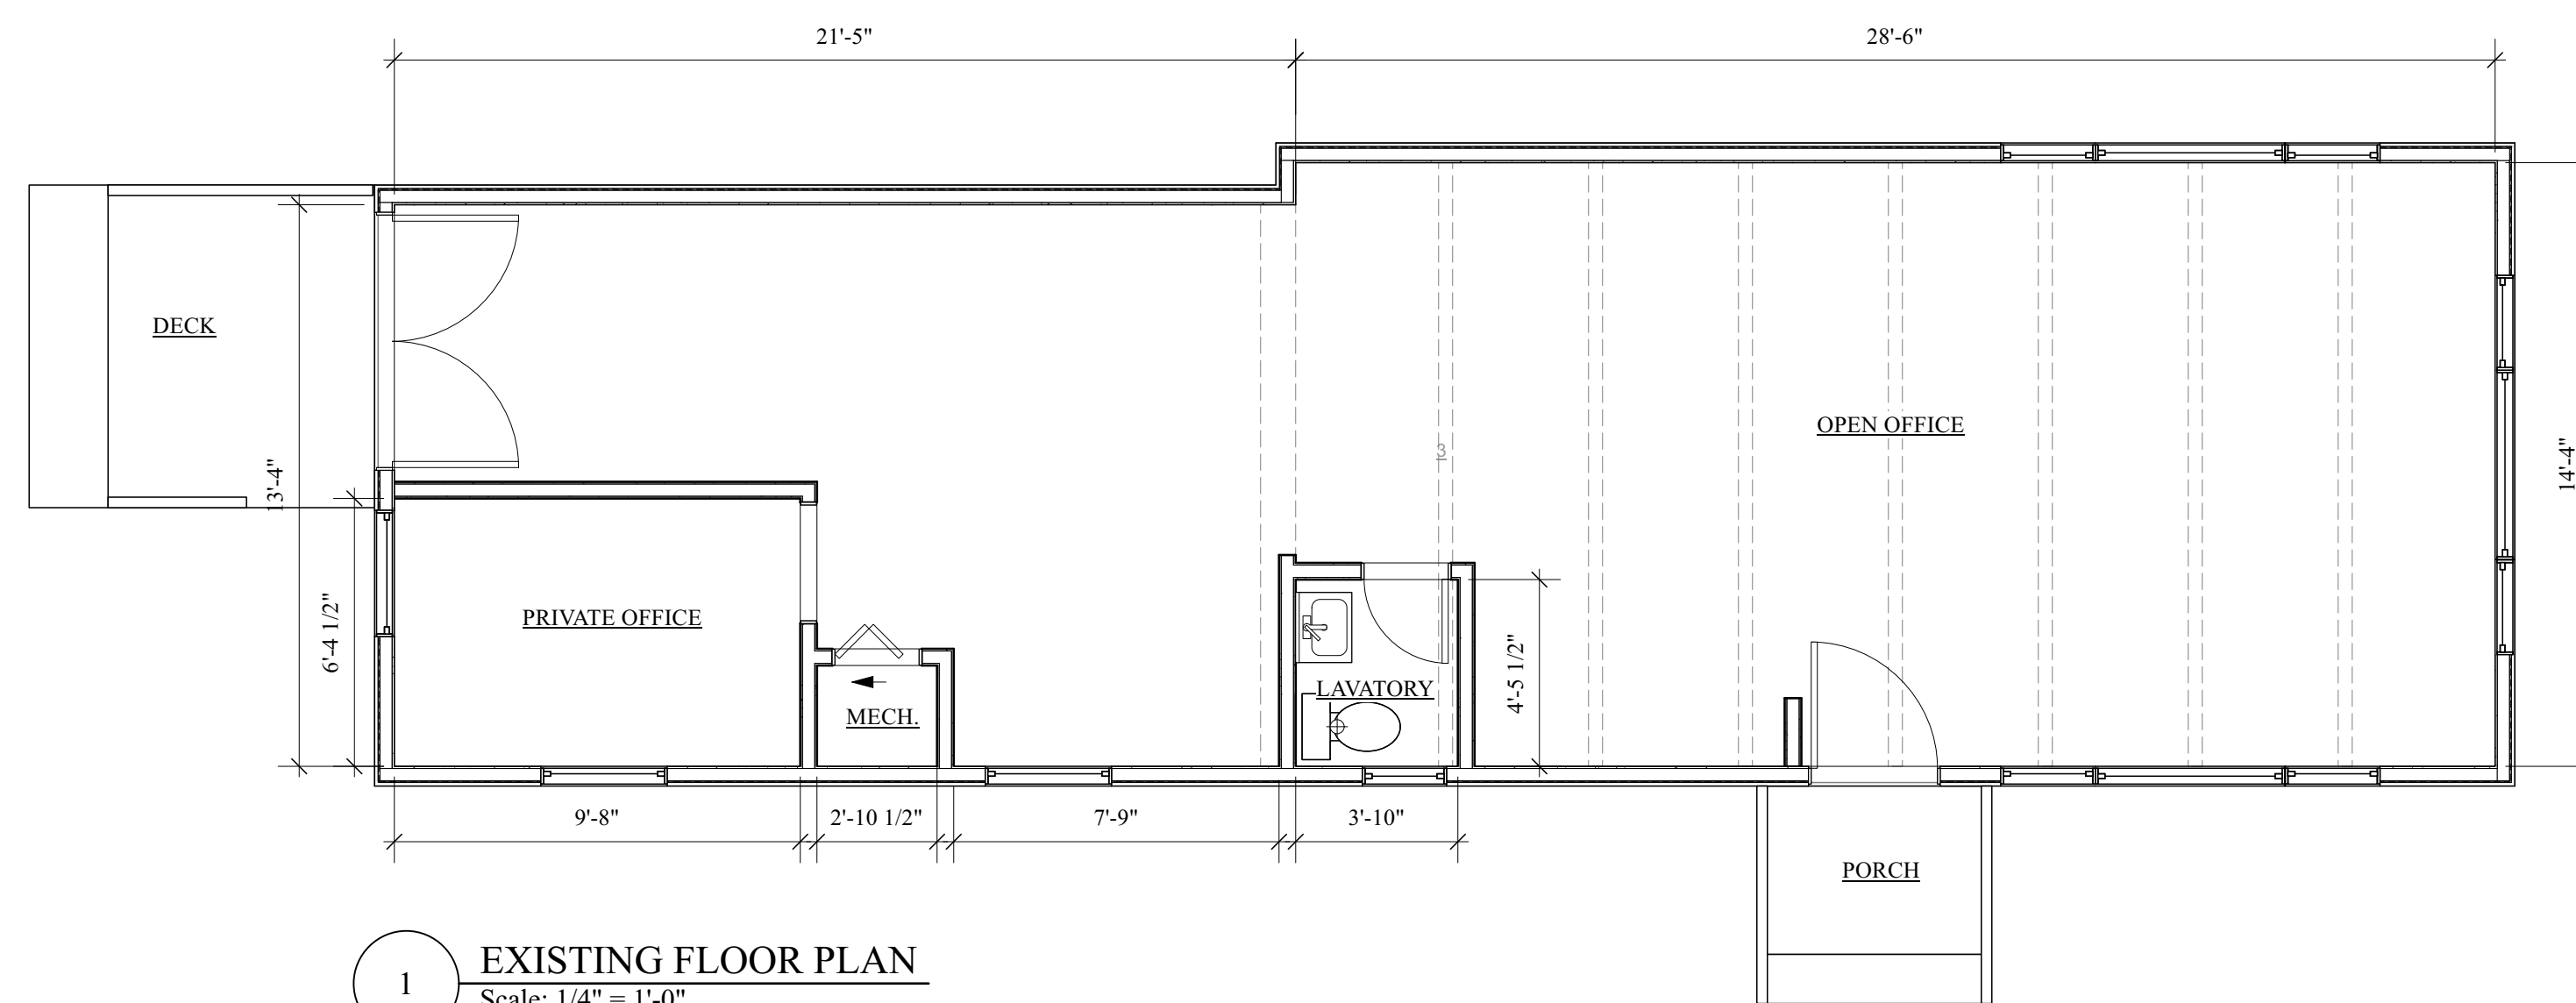 21'-5"
28'-6"
DECK
13'-4"
OPEN OFFICE
14'-4"
3
6'-4 1/2"
PRIVATE OFFICE
4'-5 1/2"
LAVATORY
MECH.
9'-8"
2'-10 1/2"
7'-9"
3'-10"
PORCH
1
EXISTING FLOOR PLAN
Scale: 1/4" = 1'-0"